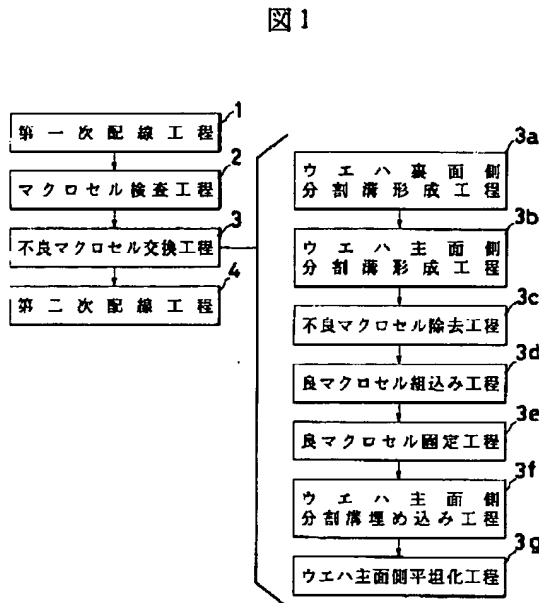 図1
1
第一次配線工程
2
マクロセル検査工程
3
不良マクロセル交換工程
4
第二次配線工程
3a
ウエハ裏面側
分割溝形成工程
3b
ウエハ主面側
分割溝形成工程
3c
不良マクロセル除去工程
3d
良マクロセル組込み工程
3e
良マクロセル固定工程
3f
ウエハ主面側
分割溝埋め込み工程
3g
ウエハ主面側平坦化工程